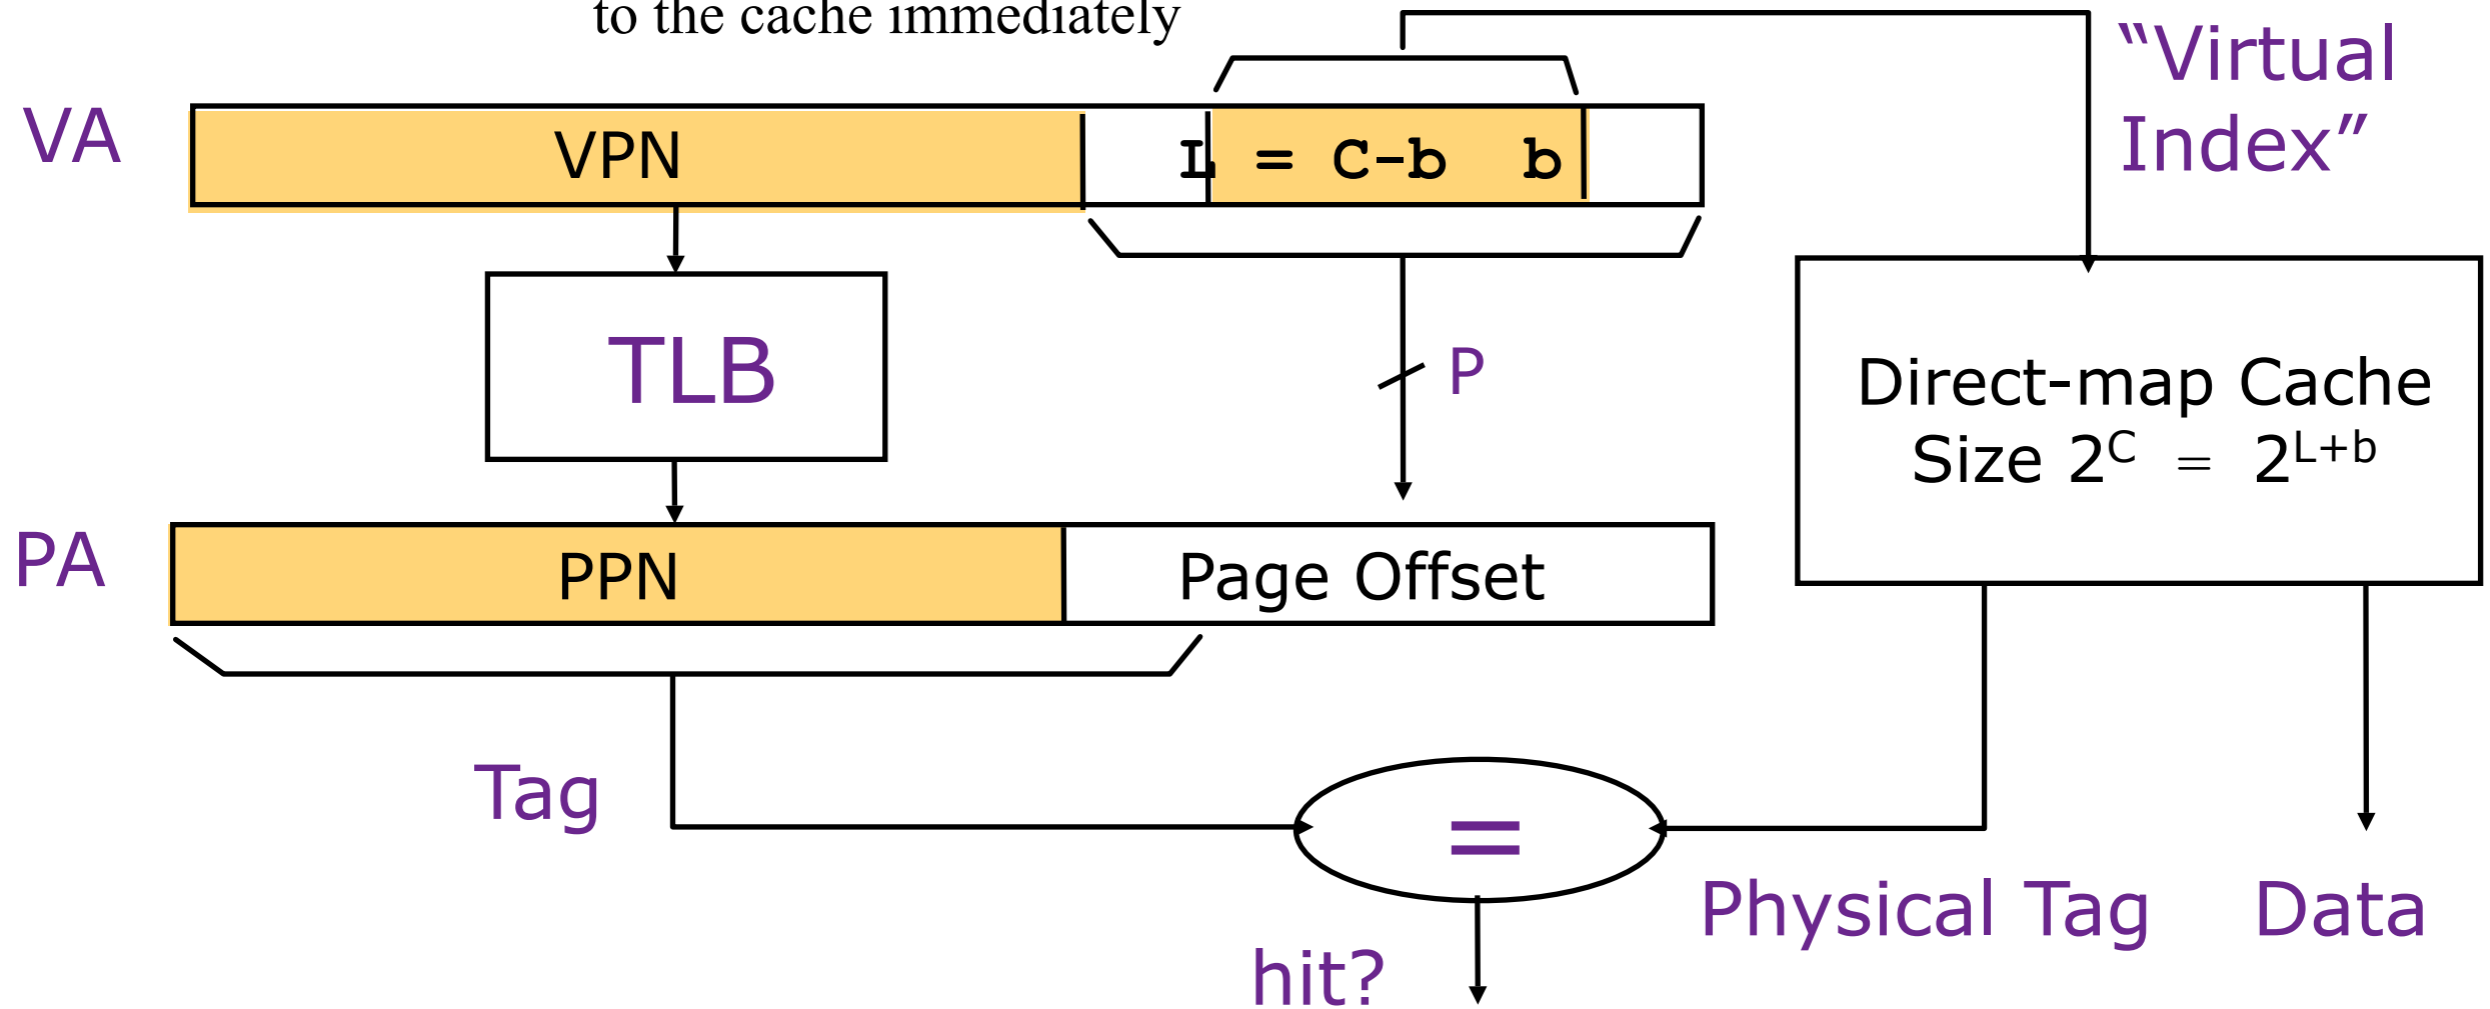 to the cache immediately
“Virtual
Index”
VA
VPN
L = C-b b
TLB
P
Direct-map Cache
Size 2^C = 2^L+b
PA
PPN
Page Offset
Tag
=
Physical Tag
Data
hit?